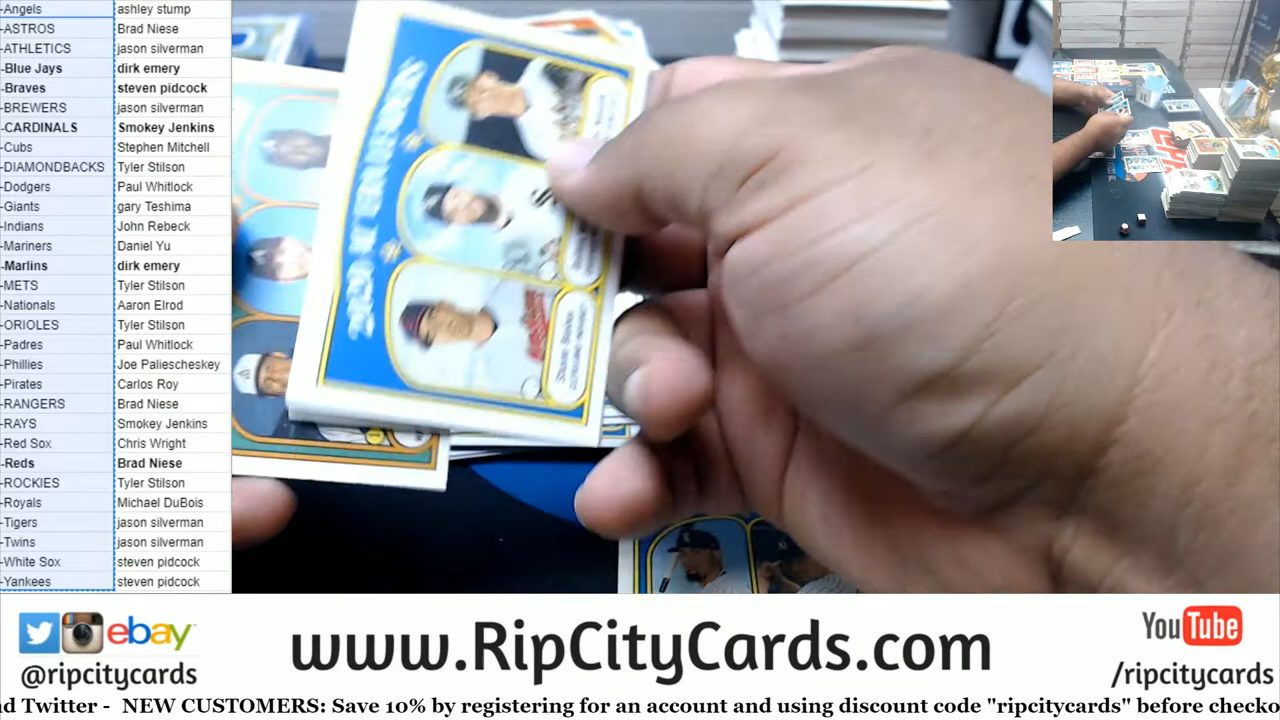 -Angels ashley stump
-ASTROS Brad Niese
-ATHLETICS jason silverman
-Blue Jays dirk emery
-Braves steven pidcock
-BREWERS jason silverman
-CARDINALS Smokey Jenkins
-Cubs Stephen Mitchell
-DIAMONDBACKS Tyler Stilson
-Dodgers Paul Whitlock
-Giants gary Teshima
-Indians John Rebeck
-Mariners Daniel Yu
-Marlins dirk emery
-METS Tyler Stilson
-Nationals Aaron Elrod
-ORIOLES Tyler Stilson
-Padres Paul Whitlock
-Phillies Joe Paliescheskey
-Pirates Carlos Roy
-RANGERS Brad Niese
-RAYS Smokey Jenkins
-Red Sox Chris Wright
-Reds Brad Niese
-ROCKIES Tyler Stilson
-Royals Michael DuBois
-Tigers jason silverman
-Twins jason silverman
-White Sox steven pidcock
-Yankees steven pidcock
ebay
@ripcitycards
www.RipCityCards.com
YouTube
/ripcitycards
nd Twitter - NEW CUSTOMERS: Save 10% by registering for an account and using discount code "ripcitycards" before checko